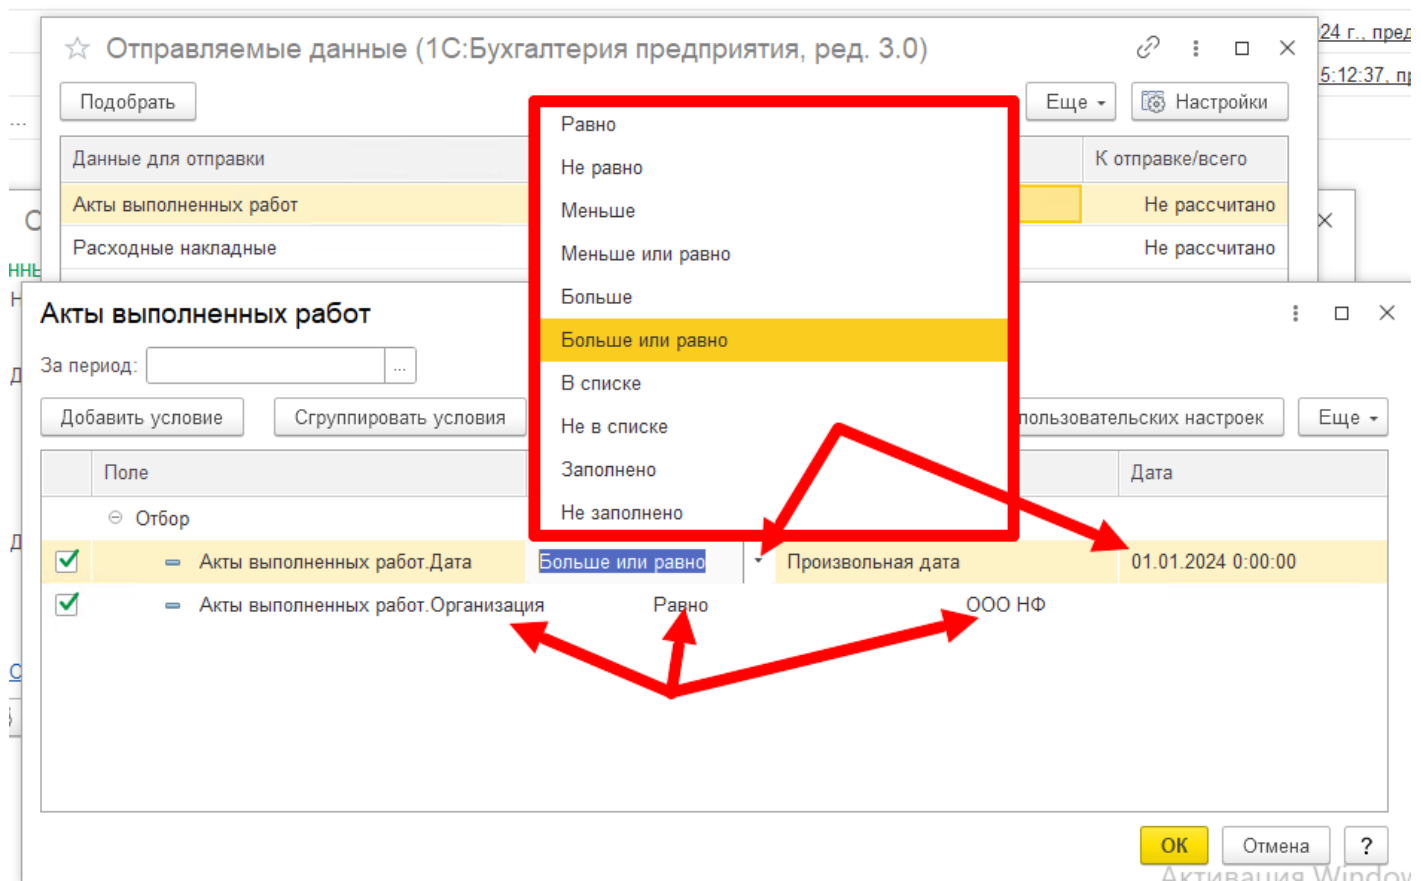 Отправляемые данные (1С:Бухгалтерия предприятия, ред. 3.0)
24 г., пред
5:12:37, п
Подобрать
Еще
Настройки
...
Данные для отправки
К отправке/всего
Акты выполненных работ
Не рассчитано
Расходные накладные
Не рассчитано
Равно
Не равно
Меньше
Меньше или равно
Больше
Больше или равно
В списке
Не в списке
Заполнено
Не заполнено
Акты выполненных работ
За период:
...
Добавить условие
Сгруппировать условия
пользовательских настроек
Еще
Поле
Дата
Отбор
Акты выполненных работ.Дата
Больше или равно
Произвольная дата
01.01.2024 0:00:00
Акты выполненных работ.Организация
Равно
ООО НФ
ОК
Отмена
?
Активация Window